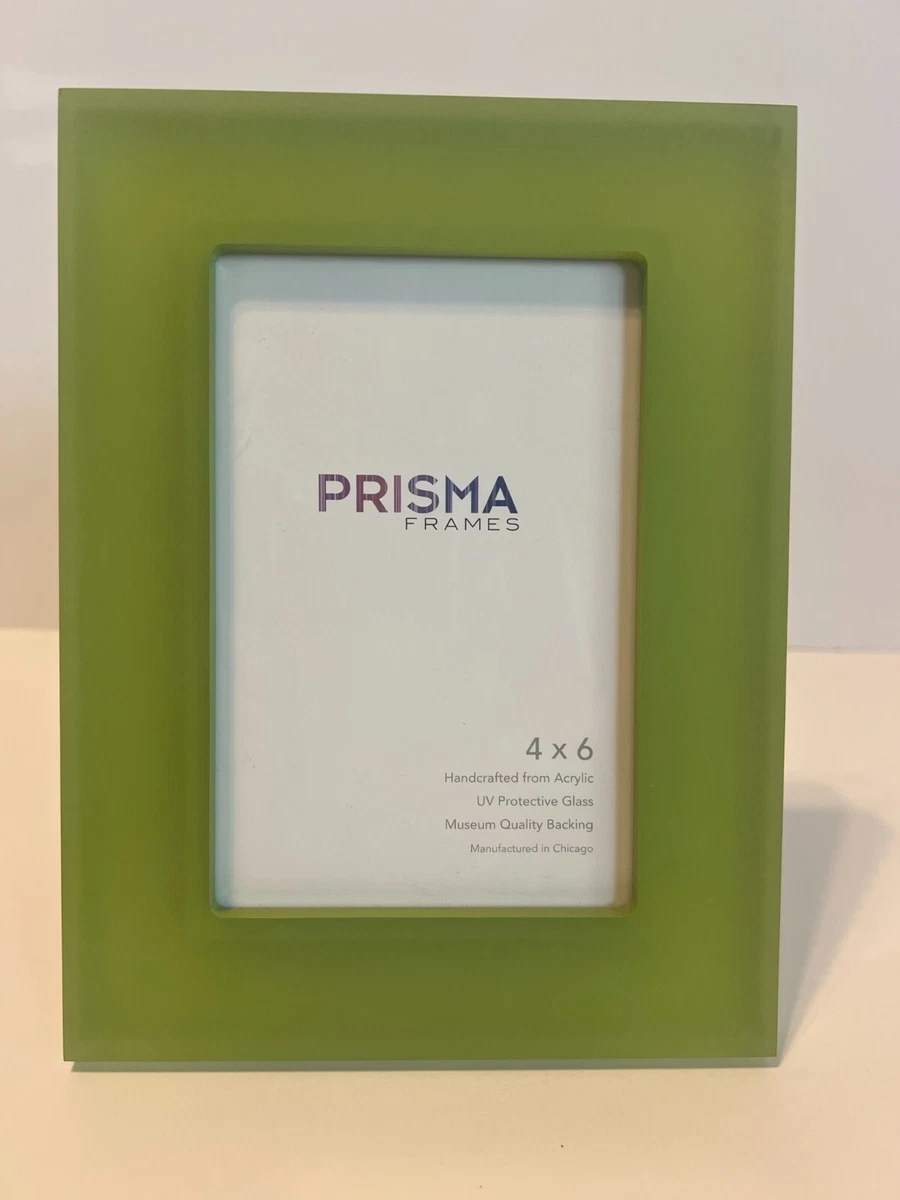 PRISMA
FRAMES
4 x 6
Handcrafted from Acrylic
UV Protective Glass
Museum Quality Backing
Manufactured in Chicago